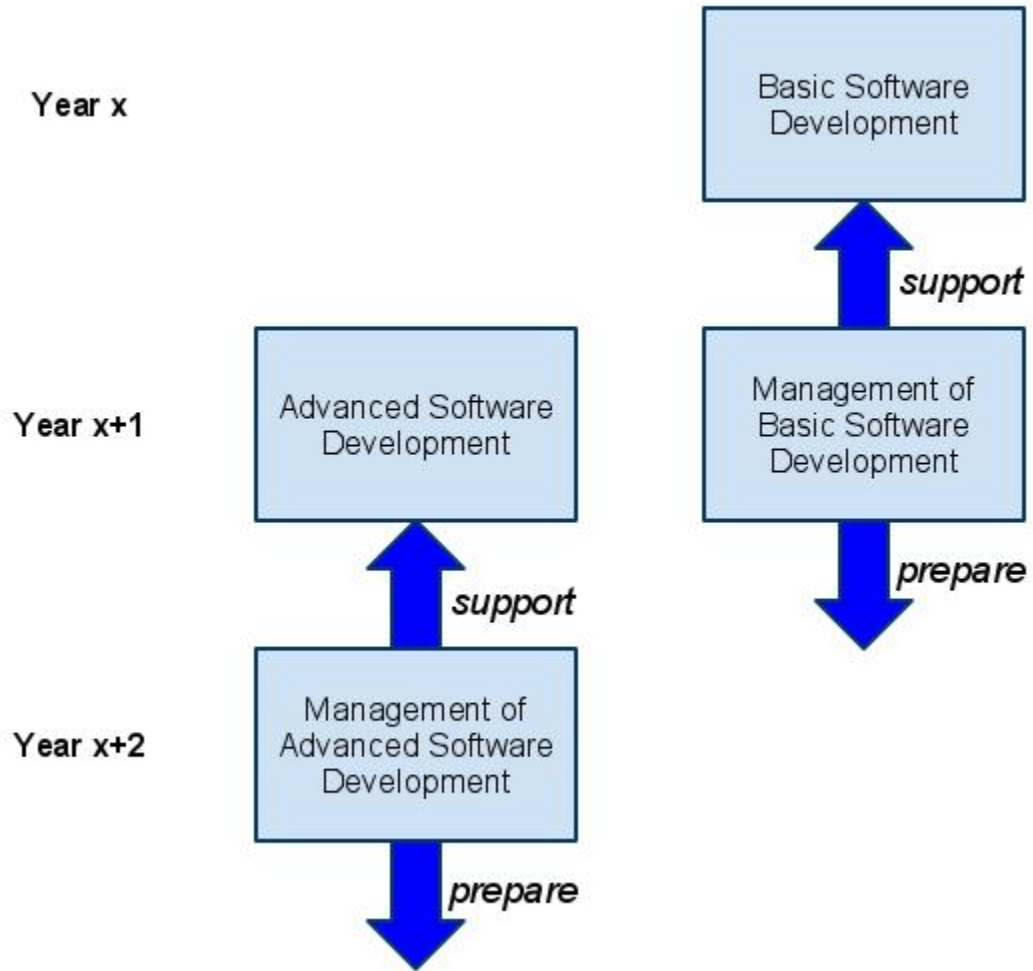 Year x
Basic Software
Development
support
Year x+1
Advanced Software
Development
Management of
Basic Software
Development
support
prepare
Year x+2
Management of
Advanced Software
Development
prepare